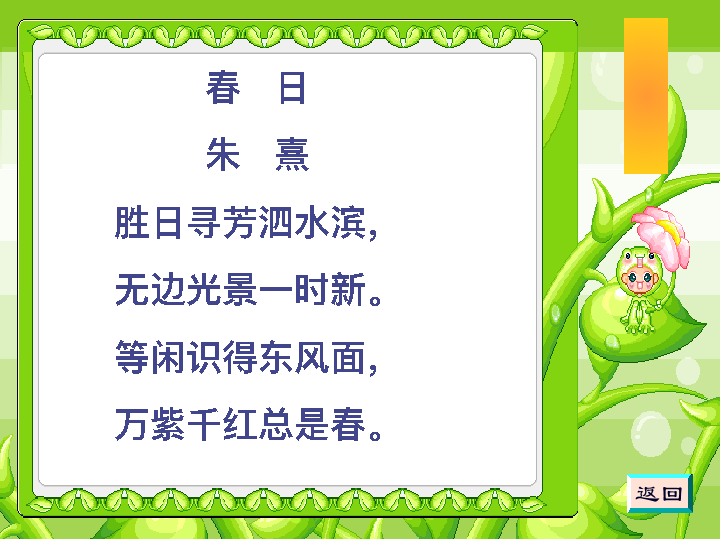 春 日
朱 熹
胜日寻芳泗水滨，
无边光景一时新。
等闲识得东风面，
万紫千红总是春。
返回